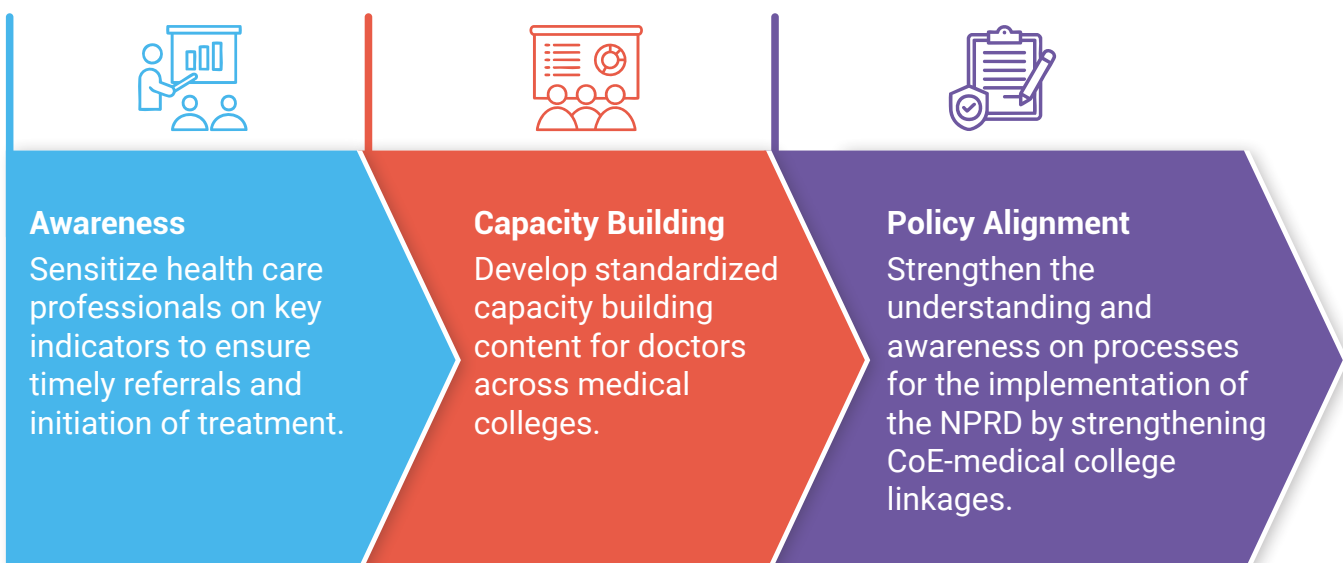 Awareness
Sensitize health care
professionals on key
indicators to ensure
timely referrals and
initiation of treatment.
Capacity Building
Develop standardized
capacity building
content for doctors
across medical
colleges.
Policy Alignment
Strengthen the
understanding and
awareness on processes
for the implementation of
the NPRD by strengthening
CoE-medical college
linkages.